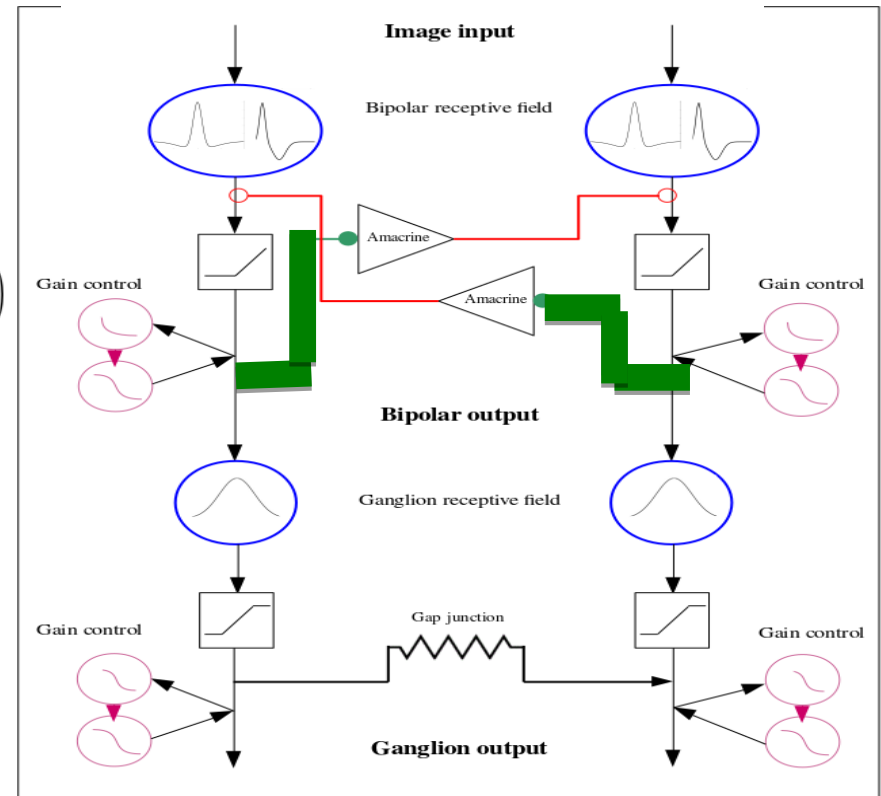 Image input
Bipolar receptive field
Amacrine
Gain control
Gain control
Amacrine
Bipolar output
Ganglion receptive field
Gap junction
Gain control
Gain control
Ganglion output